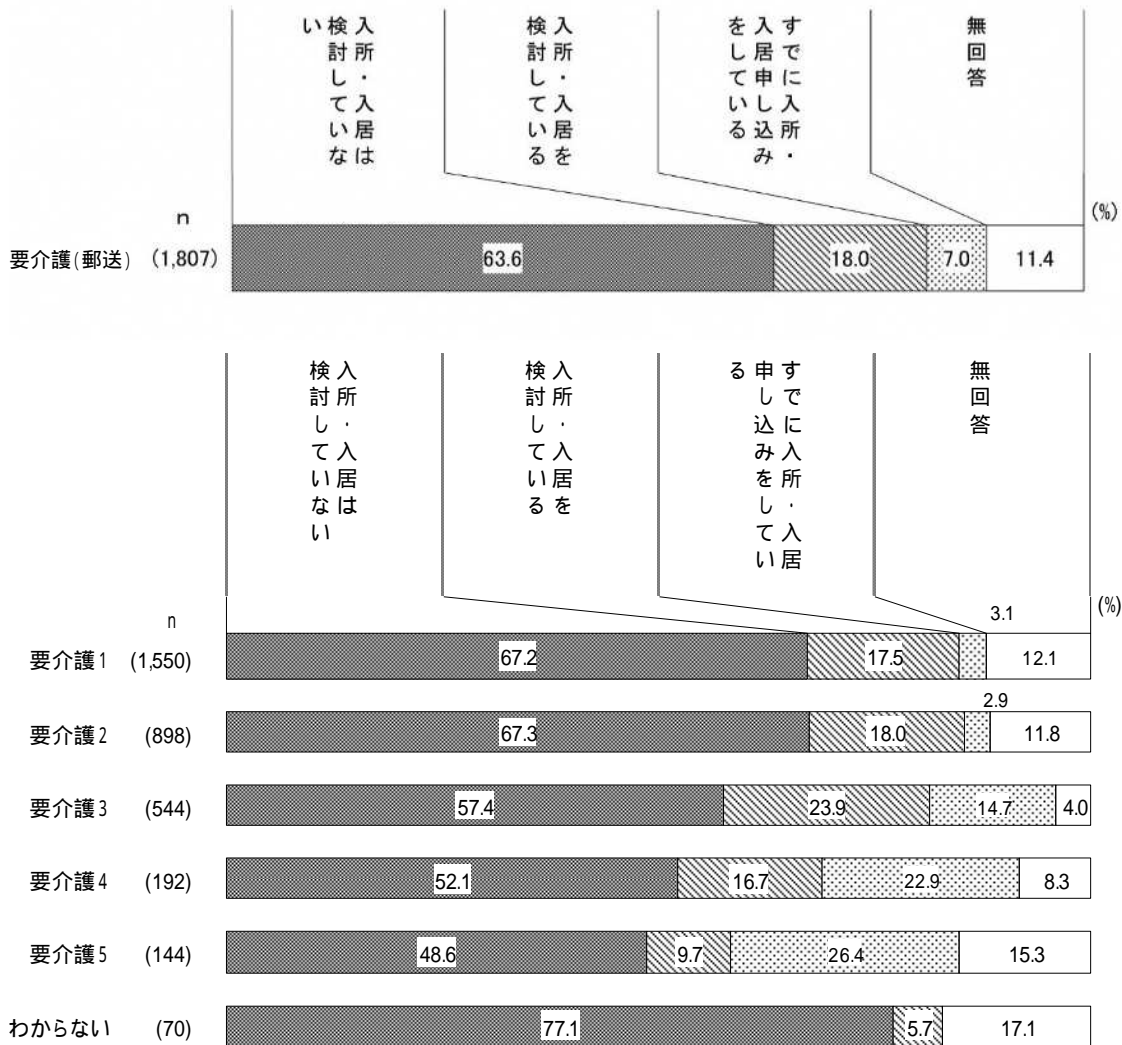 入所・入居は
検討していな
い
入所・入居を
検討している
すでに入所・
入居申し込み
をしている
無回答
n
(%)
要介護(郵送) (1,807) 63.6 18.0 7.0 11.4
入所・入居は
検討していない
入所・入居を
検討している
すでに入所・入居
申し込みをしてい
る
無回答
n
(%)
3.1
要介護1 (1,550) 67.2 17.5 12.1
2.9
要介護2 (898) 67.3 18.0 11.8
要介護3 (544) 57.4 23.9 14.7 4.0
要介護4 (192) 52.1 16.7 22.9 8.3
要介護5 (144) 48.6 9.7 26.4 15.3
わからない (70) 77.1 5.7 17.1